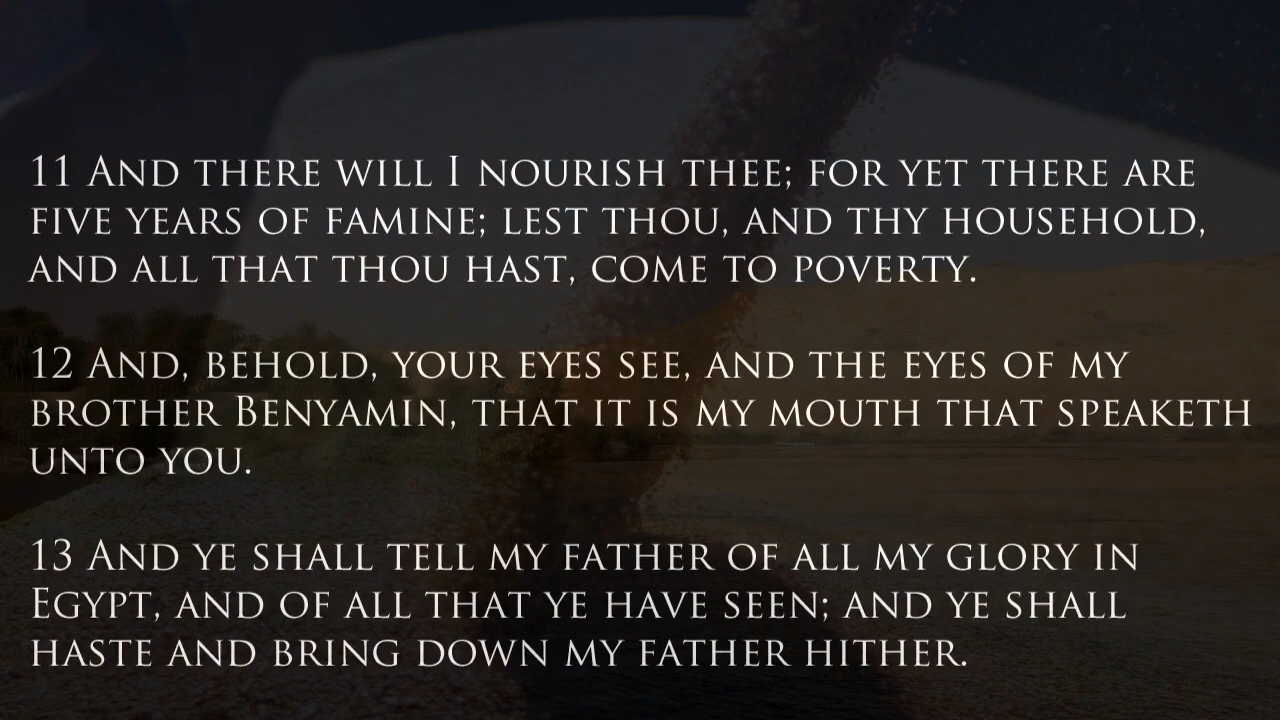 11 And there will I nourish thee; for yet there are
five years of famine; lest thou, and thy household,
and all that thou hast, come to poverty.
12 And, behold, your eyes see, and the eyes of my
brother Benyamin, that it is my mouth that speaketh
unto you.
13 And ye shall tell my father of all my glory in
Egypt, and of all that ye have seen; and ye shall
haste and bring down my father hither.